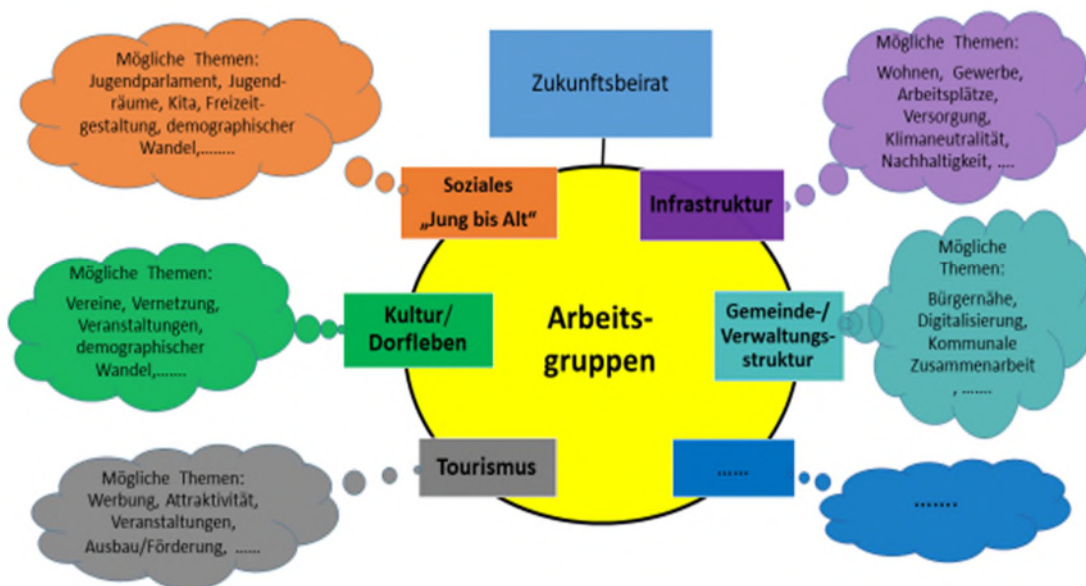 Mögliche Themen:
Jugendparlament, Jugend-
räume, Kita, Freizeit-
gestaltung, demographischer
Wandel,........
Zukunftsbeirat
Mögliche Themen:
Wohnen, Gewerbe,
Arbeitsplätze,
Versorgung,
Klimaneutralität,
Nachhaltigkeit, ....
Soziales
„Jung bis Alt“
Infrastruktur
Mögliche Themen:
Vereine, Vernetzung,
Veranstaltungen,
demographischer
Wandel,.......
Kultur/
Dorfleben
Arbeits-
gruppen
Gemeinde-/
Verwaltungs-
struktur
Mögliche
Themen:
Bürgernähe,
Digitalisierung,
Kommunale
Zusammenarbeit
, .......
Mögliche Themen:
Werbung, Attraktivität,
Veranstaltungen,
Ausbau/Förderung, ......
Tourismus
......
.......